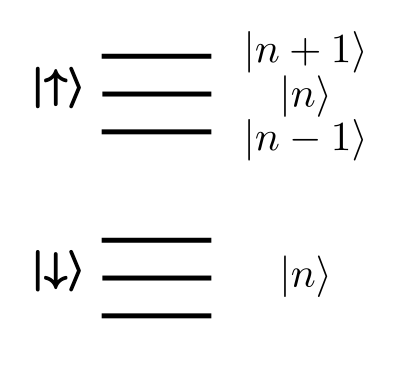 |n + 1⟩
|↑⟩ |n⟩
|n − 1⟩
|↓⟩ |n⟩